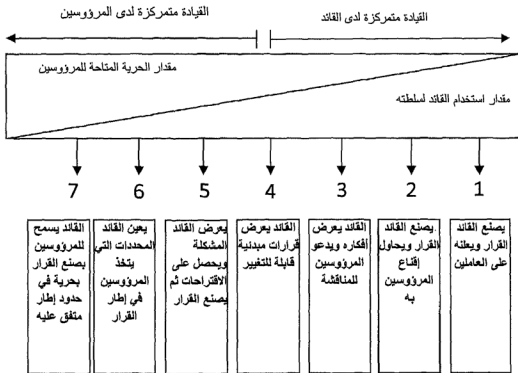 القيادة متمركزة لدى القائد
القيادة متمركزة لدى المرؤوسين
مقدار الحرية المتاحة للمرؤوسين
مقدار استخدام القائد لسلطته
1
2
3
4
5
6
7
يصنع القائد
القرار ويعلنه
على العاملين
يصنع القائد
القرار ويحاول
إقناع
المرؤوسين
به
القائد يعرض
أفكاره ويدعو
المرؤوسين
للمناقشة
القائد يعرض
قرارات مبدئية
قابلة للتغيير
يعرض القائد
المشكلة
ويحصل على
الاقتراحات ثم
يصنع القرار
يعين القائد
المحددات التي
يتخذ
المرؤوسين
في إطار
القرار
القائد يسمح
للمرؤوسين
بصنع القرار
بحرية في
حدود إطار
متفق عليه